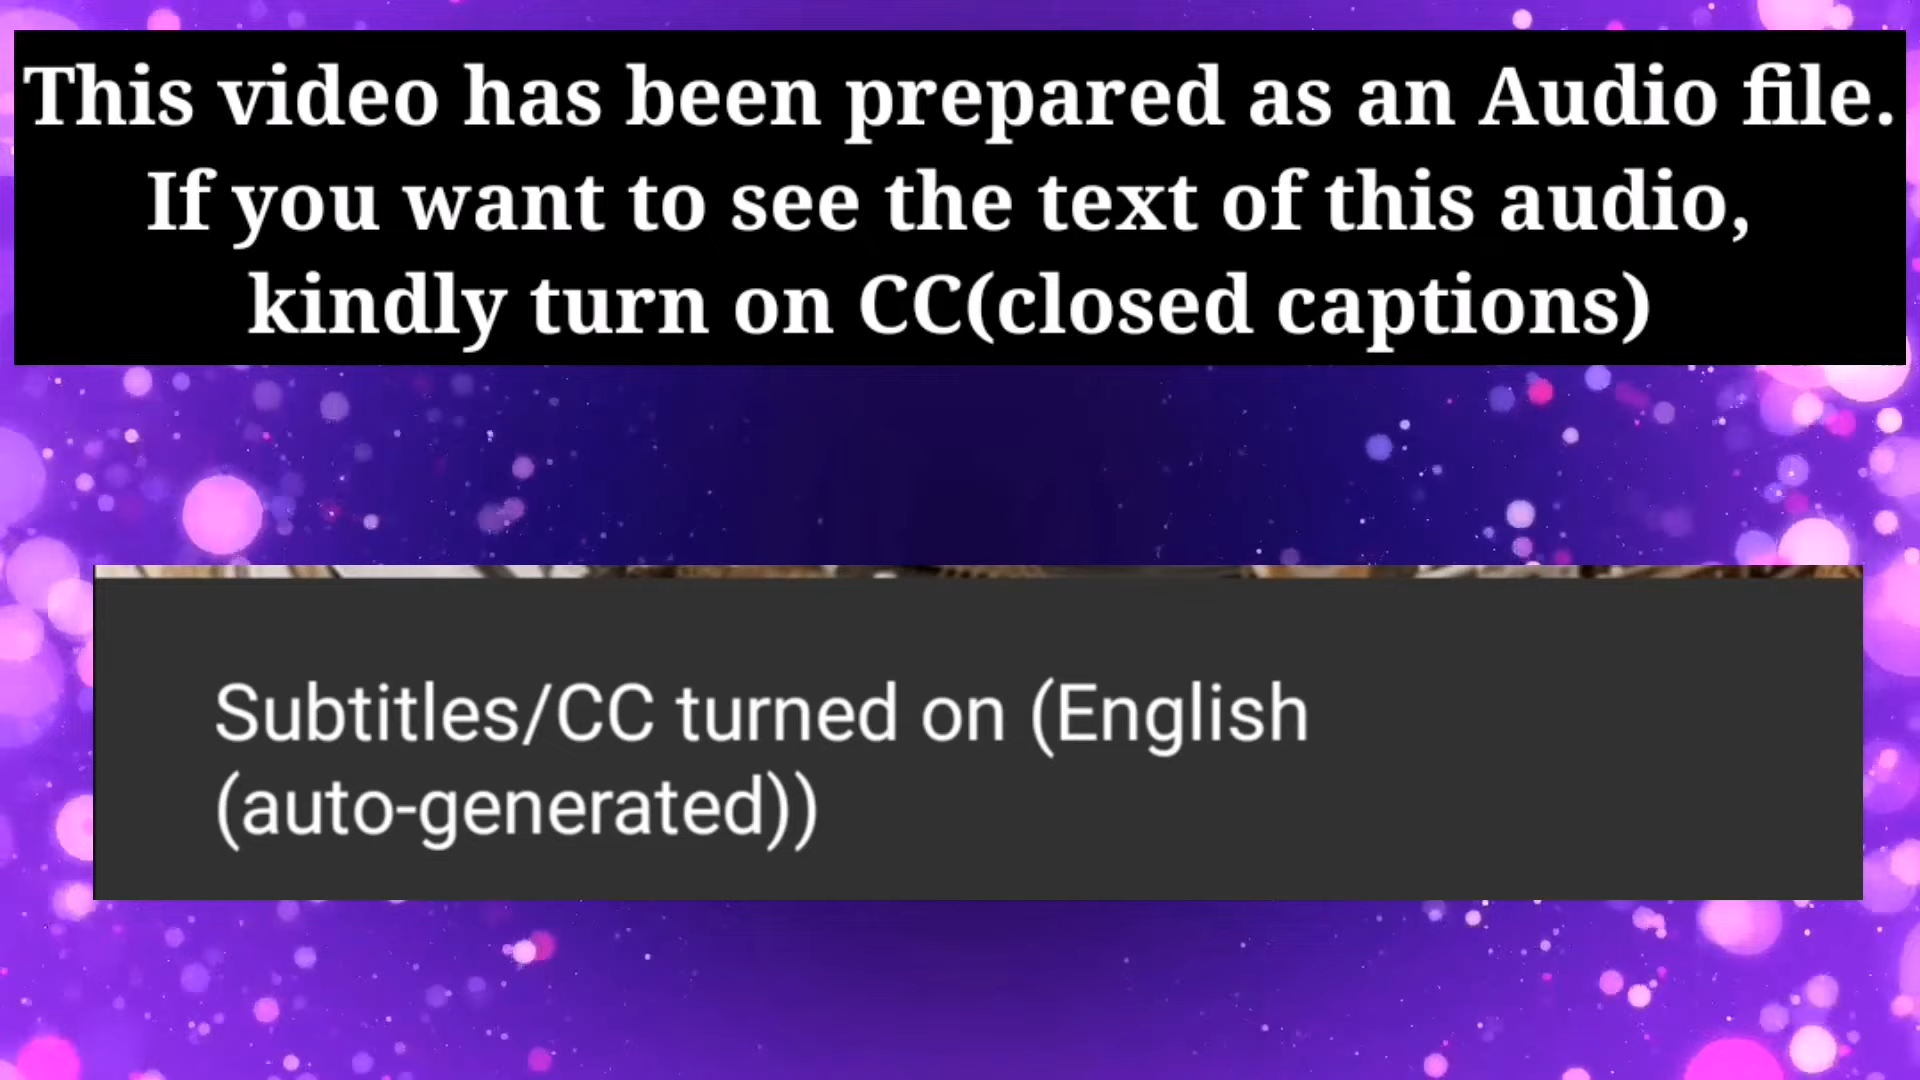 This video has been prepared as an Audio file.
If you want to see the text of this audio,
kindly turn on CC(closed captions)
Subtitles/CC turned on (English
(auto-generated))